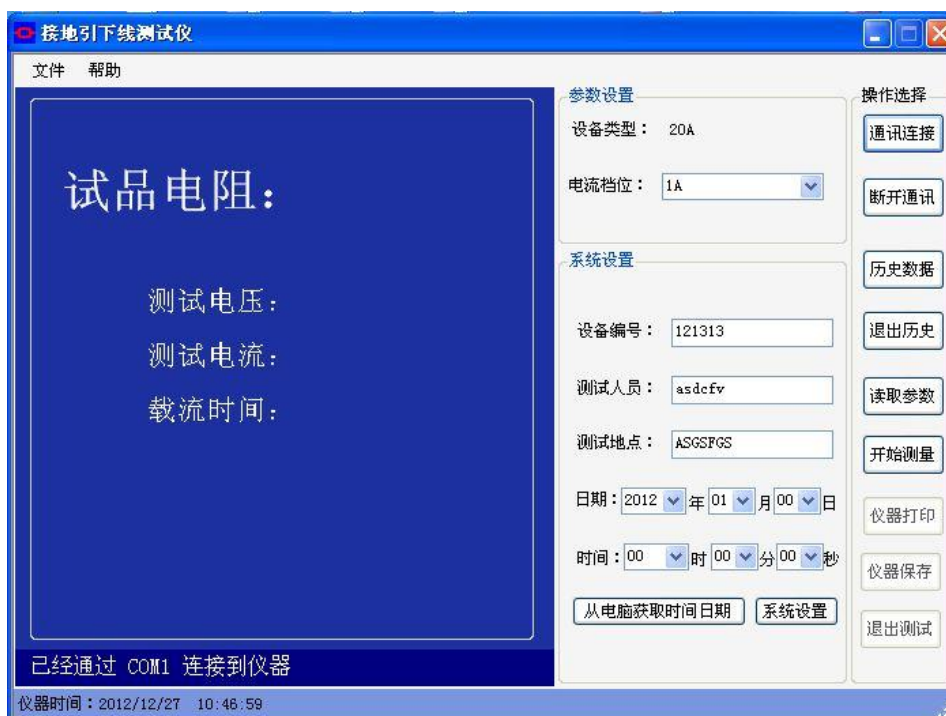 接地引下线测试仪
文件 帮助
试品电阻：
测试电压：
测试电流：
载流时间：
已经通过 COM1 连接到仪器
仪器时间：2012/12/27 10:46:59
参数设置
设备类型： 20A
电流档位： 1A
系统设置
设备编号： 121313
测试人员： asdcfv
测试地点： ASGSFGS
日期：2012 年 01 月 00 日
时间：00 时 00 分 00 秒
从电脑获取时间日期 系统设置
操作选择
通讯连接
断开通讯
历史数据
退出历史
读取参数
开始测量
仪器打印
仪器保存
退出测试